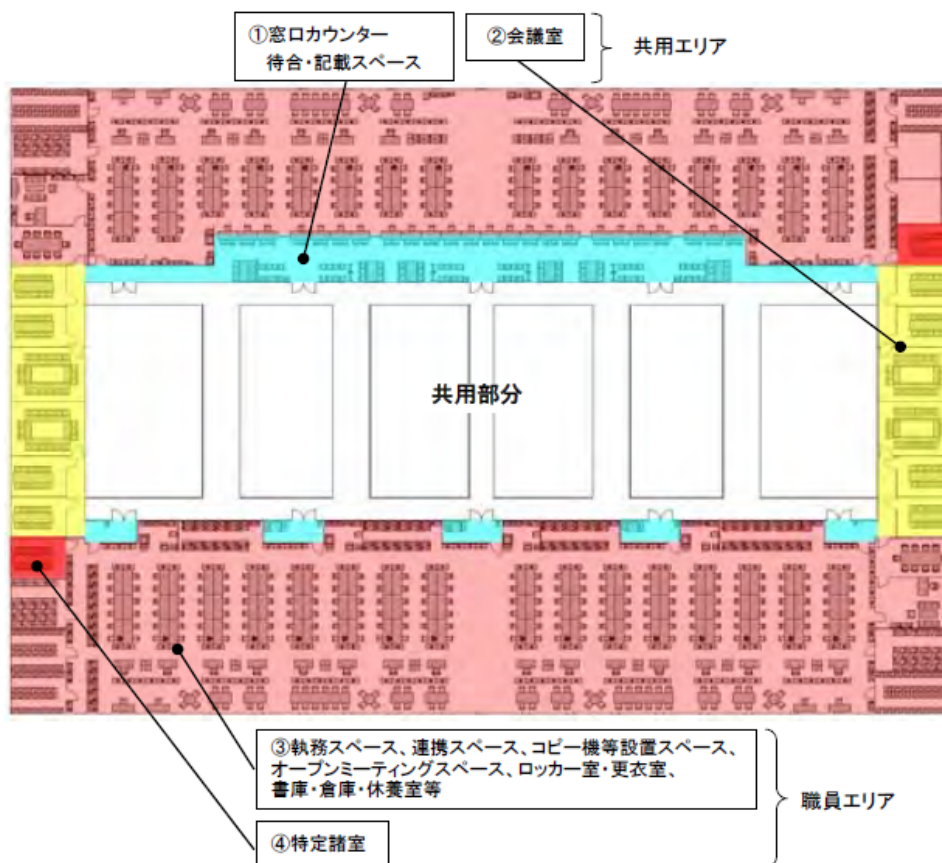 ①窓口カウンター
待合・記載スペース
②会議室
共用エリア
共用部分
③執務スペース、連携スペース、コピー機等設置スペース、
オープンミーティングスペース、ロッカー室・更衣室、
書庫・倉庫・休養室等
職員エリア
④特定諸室